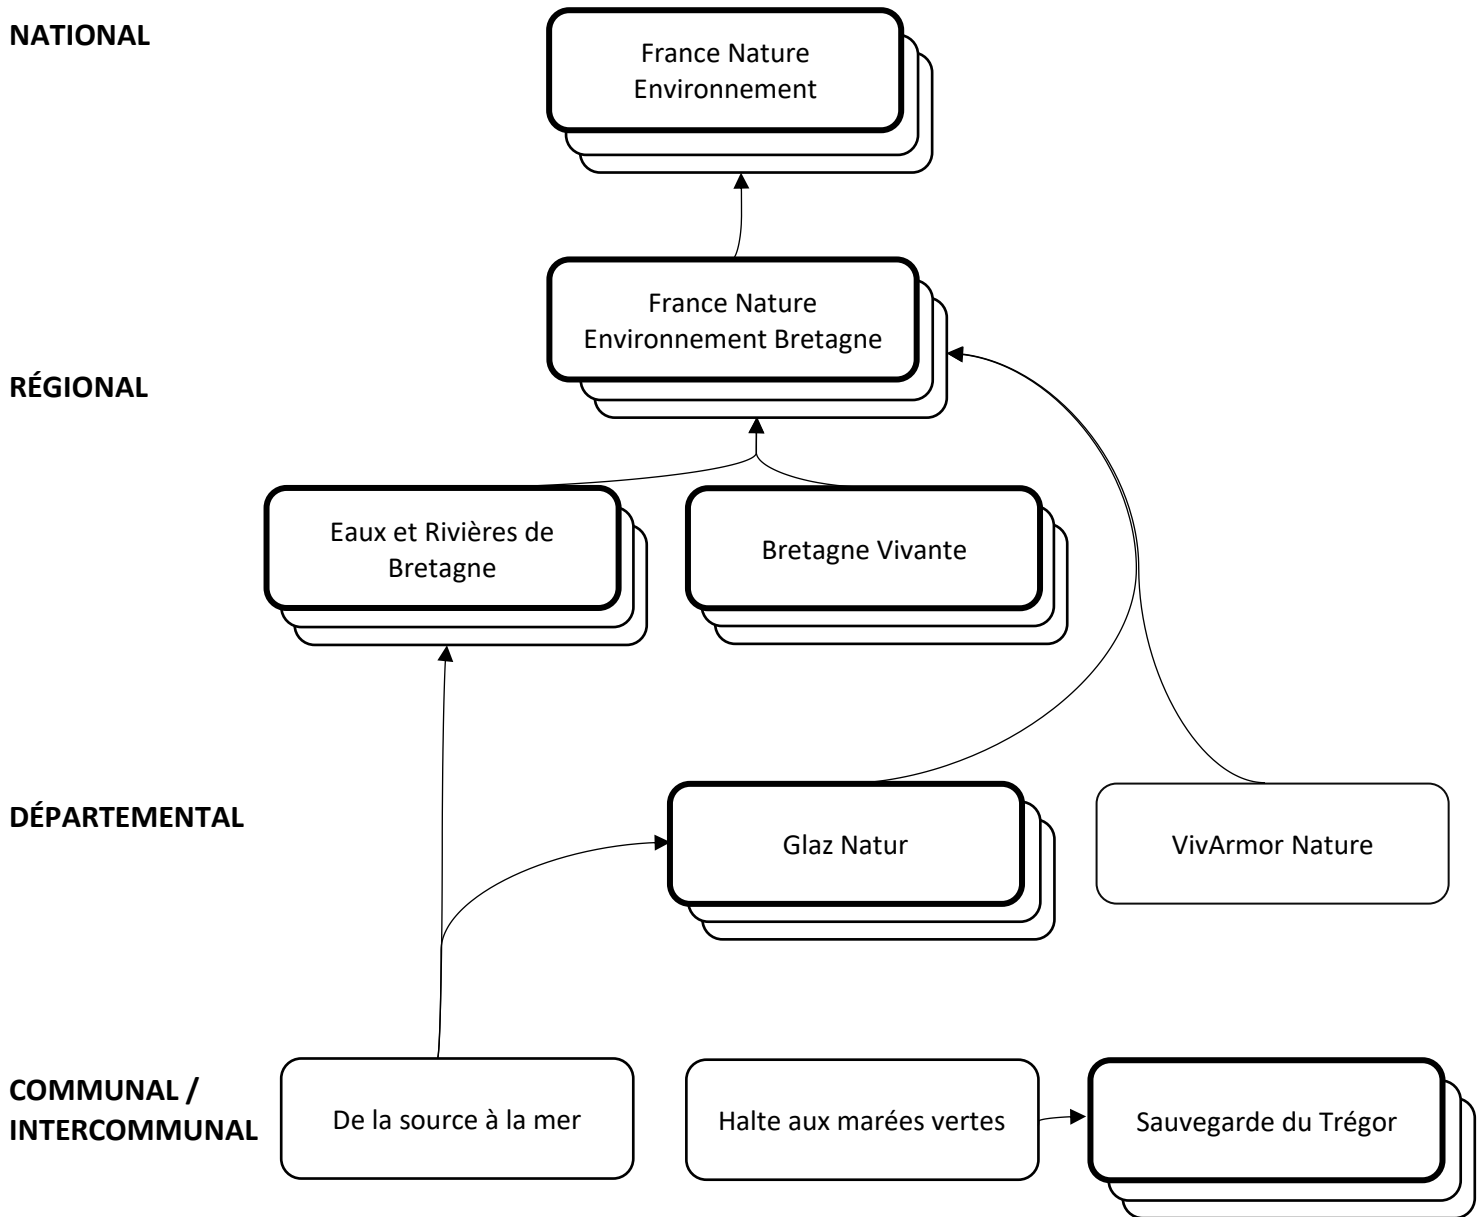 NATIONAL
France Nature
Environnement
France Nature
Environnement Bretagne
RÉGIONAL
Eaux et Rivières de
Bretagne
Bretagne Vivante
DÉPARTEMENTAL
Glaz Natur
VivArmor Nature
COMMUNAL /
INTERCOMMUNAL
De la source à la mer
Halte aux marées vertes
Sauvegarde du Trégor